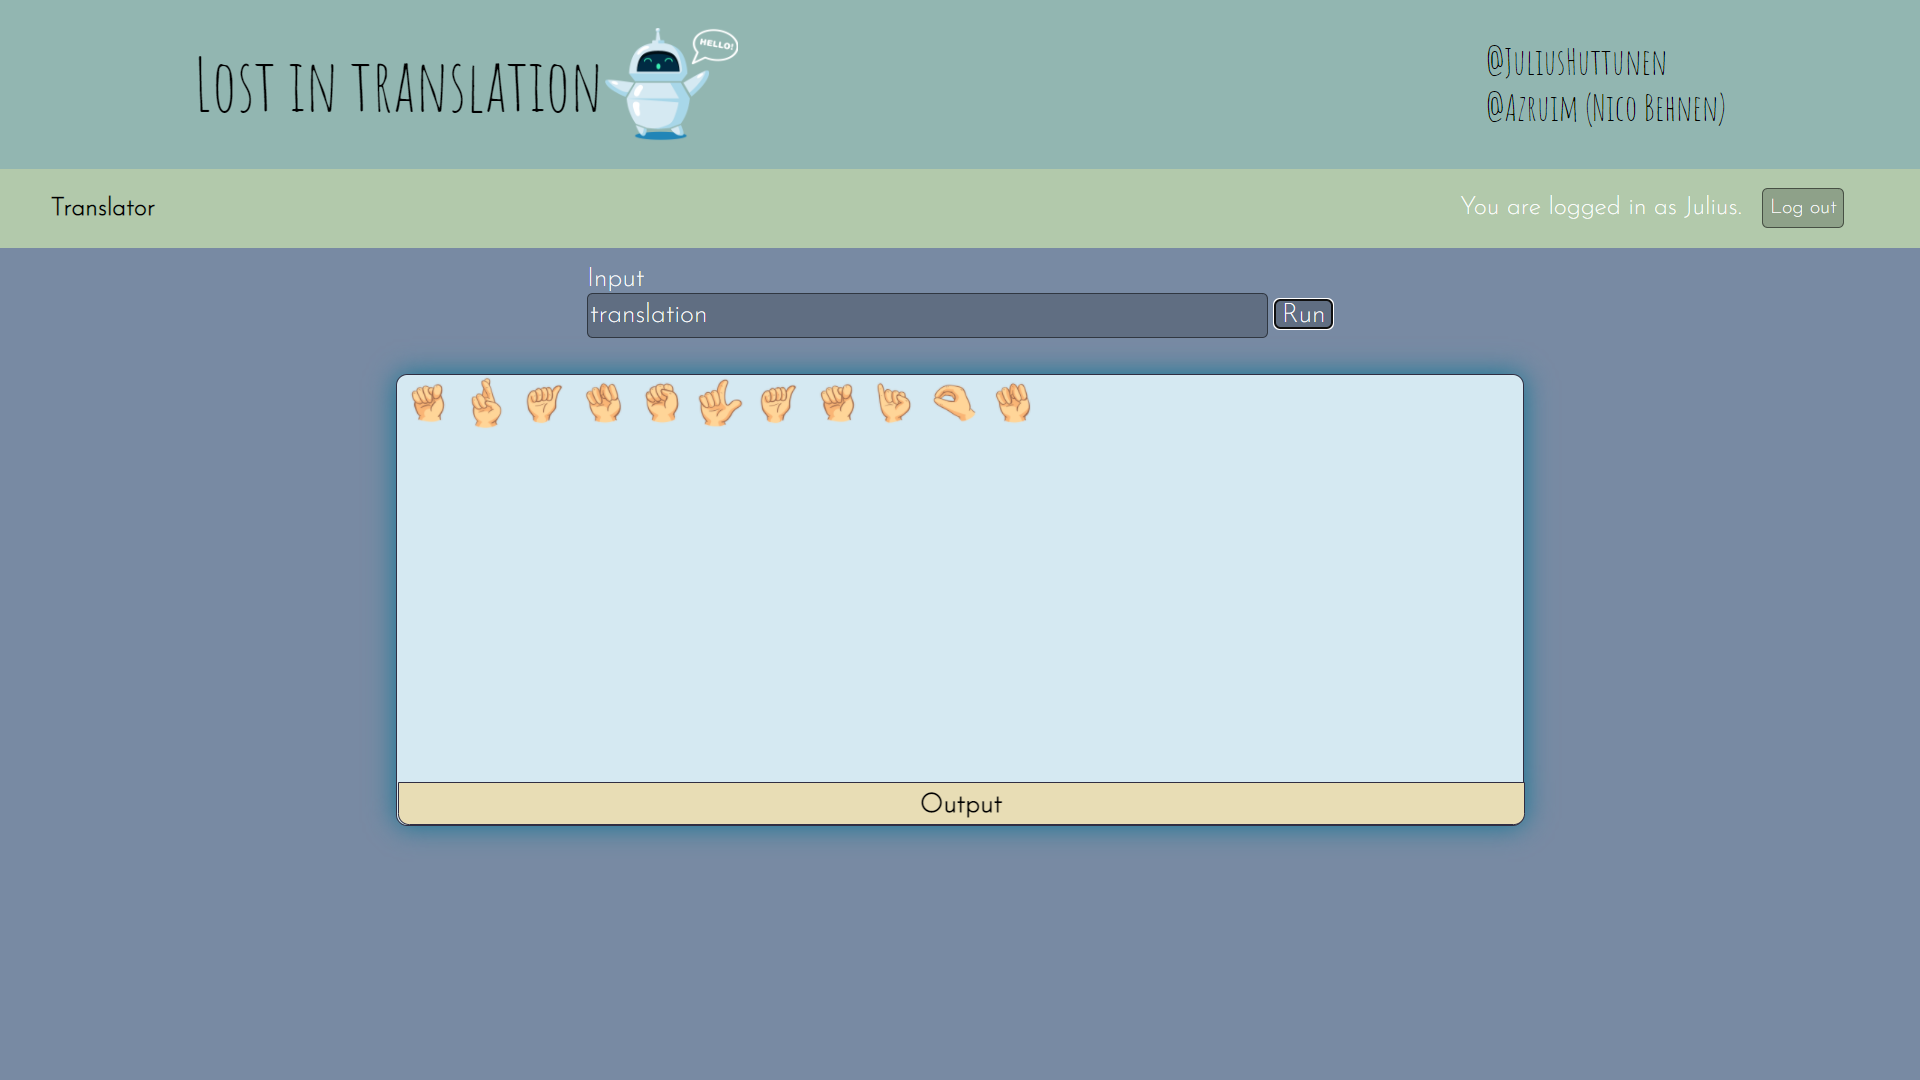 Lost in translation
HELLO!
@JuliusHuttunen
@Azruim (Nico Behnen)
Translator
You are logged in as Julius.
Log out
Input
translation
Run
Output